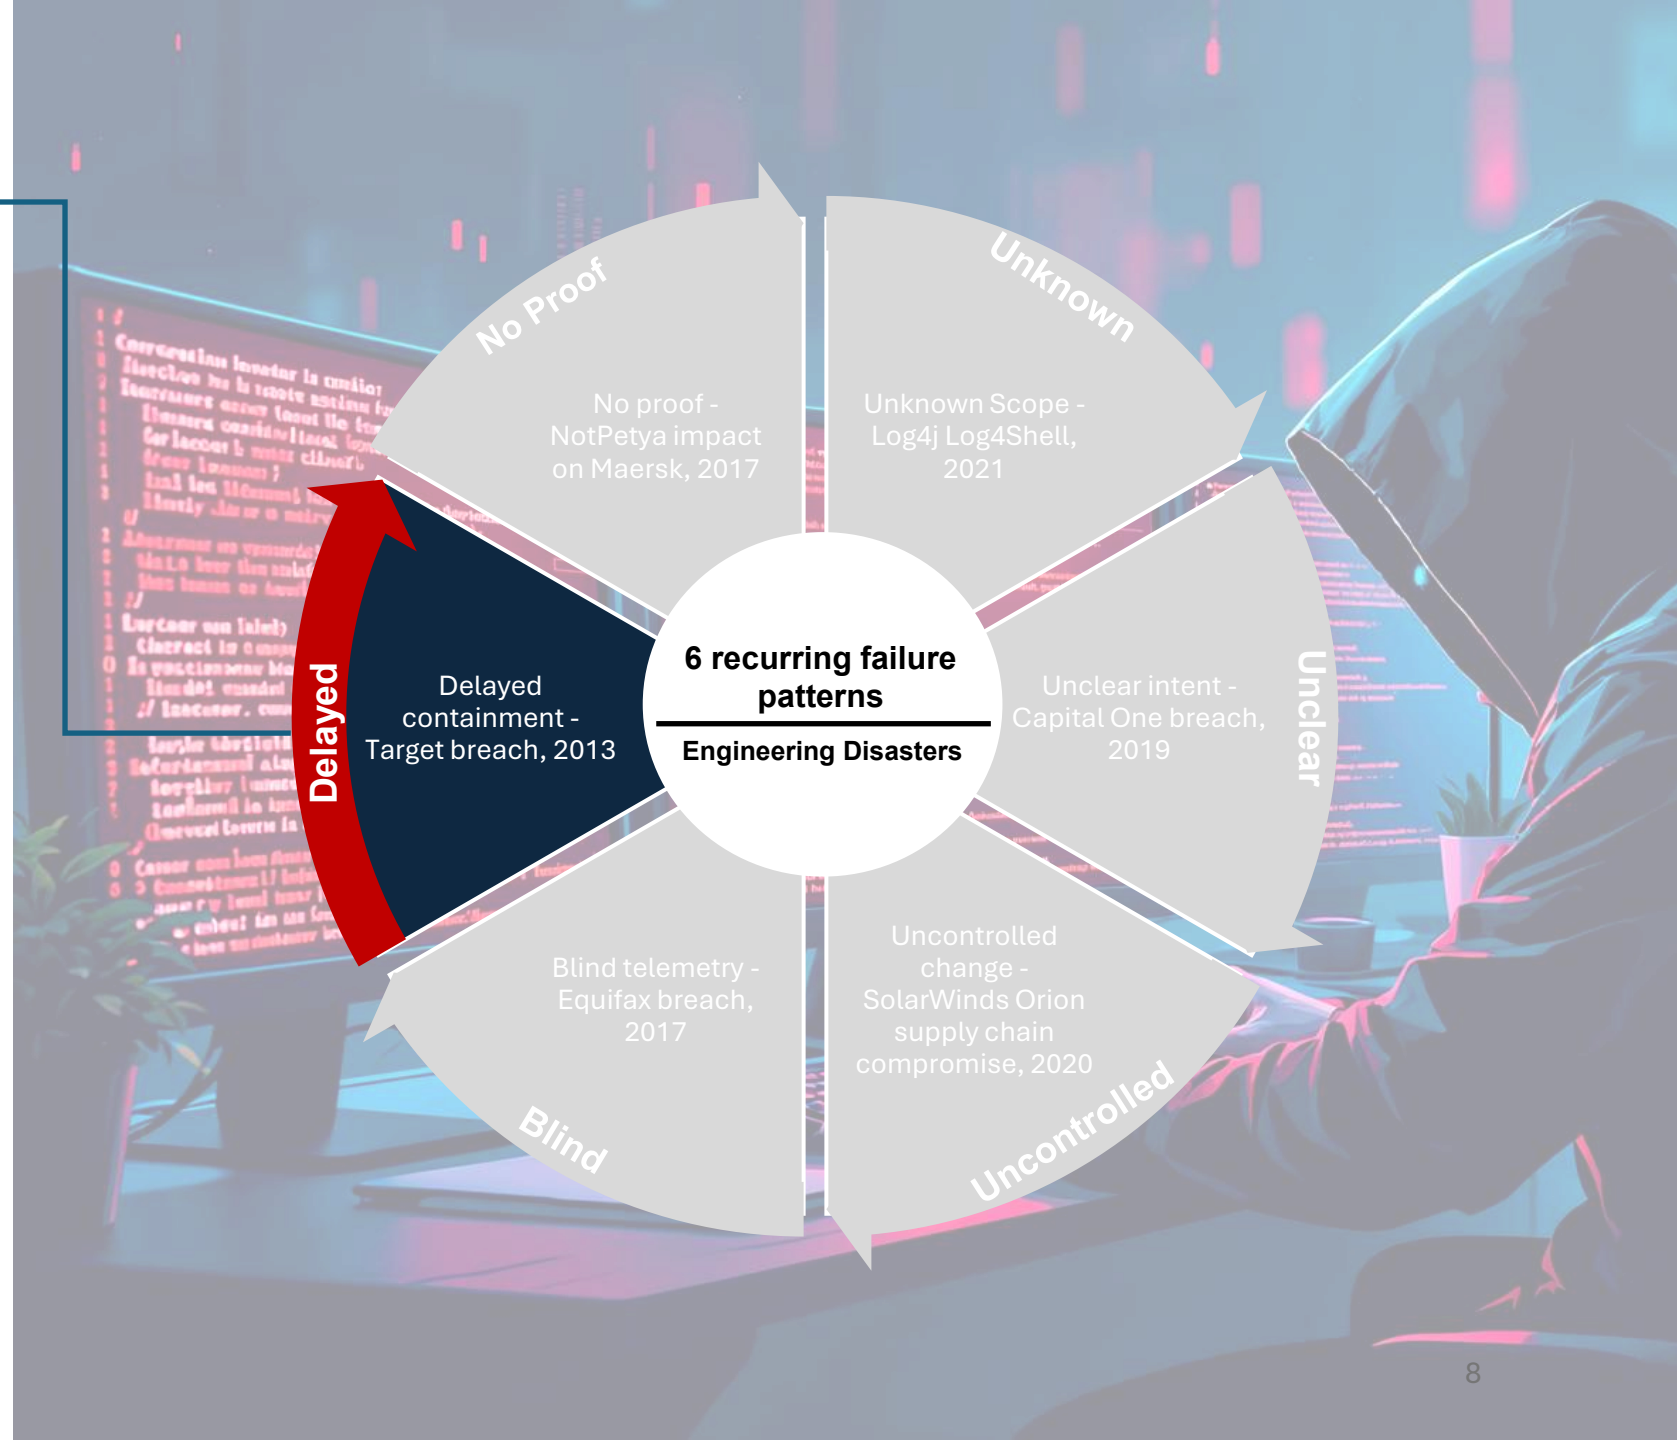 No Proof
Unknown
No proof -
NotPetya impact
on Maersk, 2017
Unknown Scope -
Log4j Log4Shell,
2021
Delayed
Delayed
containment -
Target breach, 2013
6 recurring failure
patterns
Engineering Disasters
Unclear intent -
Capital One breach,
2019
Unclear
Blind telemetry -
Equifax breach,
2017
Uncontrolled
change -
SolarWinds Orion
supply chain
compromise, 2020
Blind
Uncontrolled
8